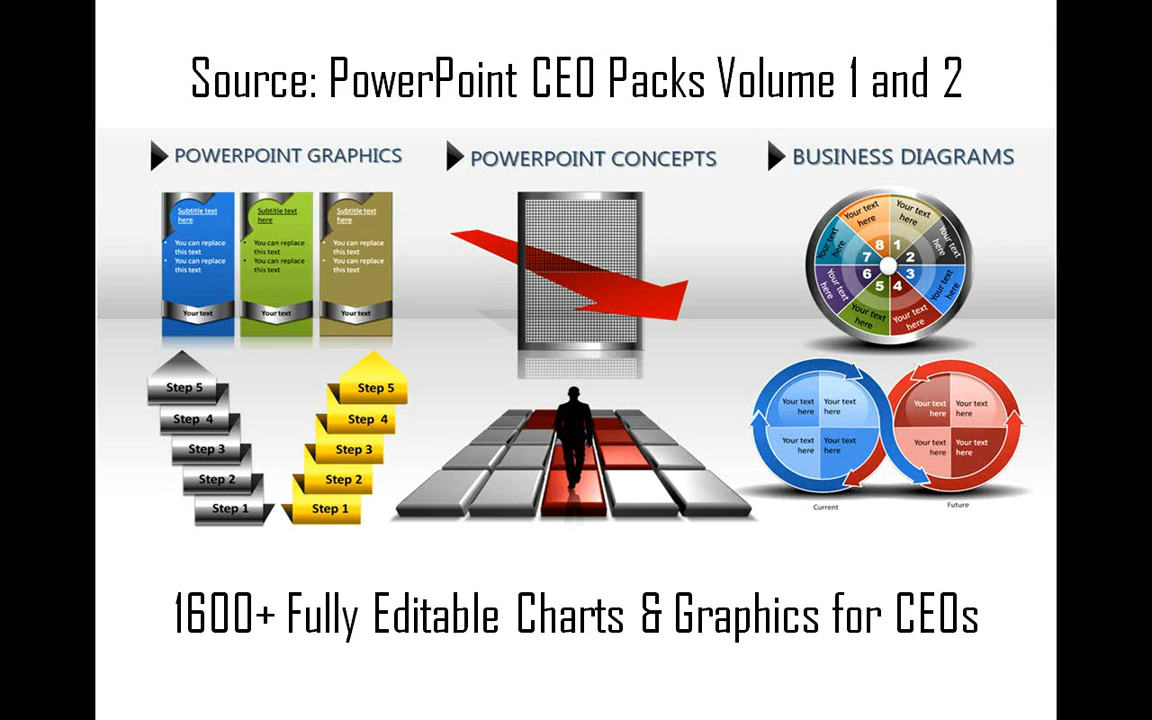 Source: PowerPoint CEO Packs Volume 1 and 2
POWERPOINT GRAPHICS
POWERPOINT CONCEPTS
BUSINESS DIAGRAMS
Subtitle text
here
• You can replace
this text
• You can replace
this text
Your text
Subtitle text
here
• You can replace
this text
• You can replace
this text
Your text
Subtitle text
here
• You can replace
this text
• You can replace
this text
Your text
Step 5
Step 4
Step 3
Step 2
Step 1
Step 5
Step 4
Step 3
Step 2
Step 1
Your text
here
Your text
here
Your text
here
Your text
here
Your text
here
Your text
here
Your text
here
Your text
here
1
2
3
4
5
6
7
8
Your text
here
Your text
here
Your text
here
Your text
here
Current
Your text
here
Your text
here
Your text
here
Your text
here
Future
1600+ Fully Editable Charts & Graphics for CEOs